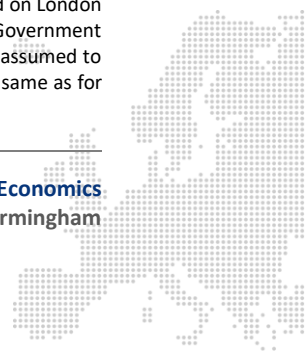 d on London
Government
assumed to
same as for
Economics
rmingham